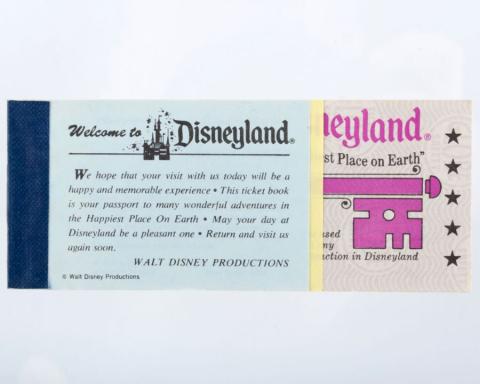 Welcome to Disneyland®
We hope that your visit with us today will be a
happy and memorable experience • This ticket book
is your passport to many wonderful adventures in
the Happiest Place On Earth • May your day at
Disneyland be a pleasant one • Return and visit us
again soon.
WALT DISNEY PRODUCTIONS
© Walt Disney Productions
neyland®
st Place on Earth"
used
ny
ction in Disneyland